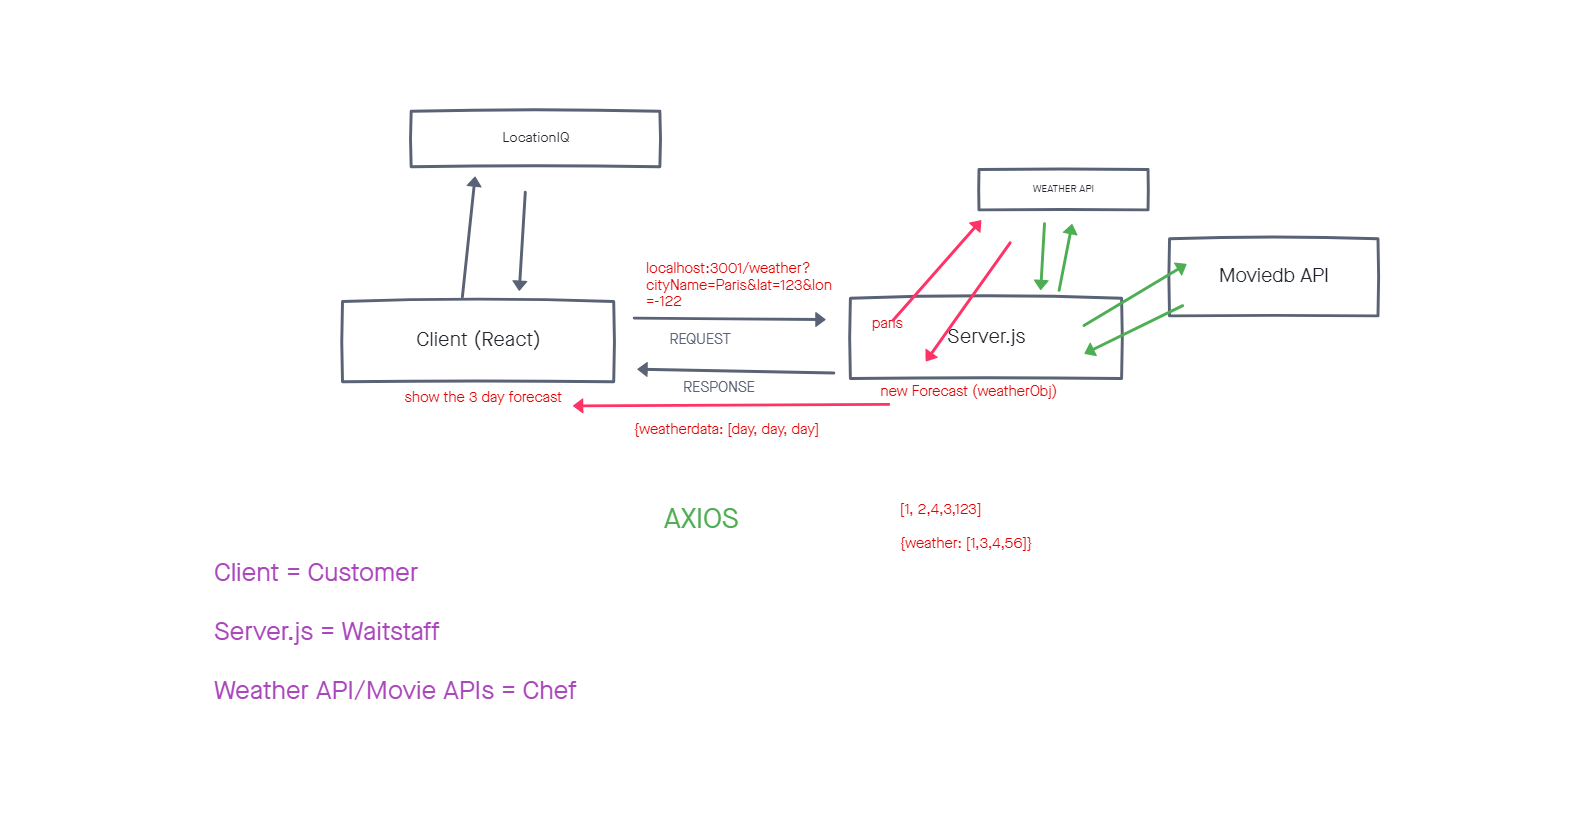 LocationIQ
WEATHER API
Moviedb API
localhost:3001/weather?
cityName=Paris&lat=123&lon
=-122
paris
Client (React)
REQUEST
Server.js
RESPONSE
show the 3 day forecast
new Forecast (weatherObj)
{weatherdata: [day, day, day]
AXIOS
[1, 2,4,3,123]
{weather: [1,3,4,56]}
Client = Customer
Server.js = Waitstaff
Weather API/Movie APIs = Chef